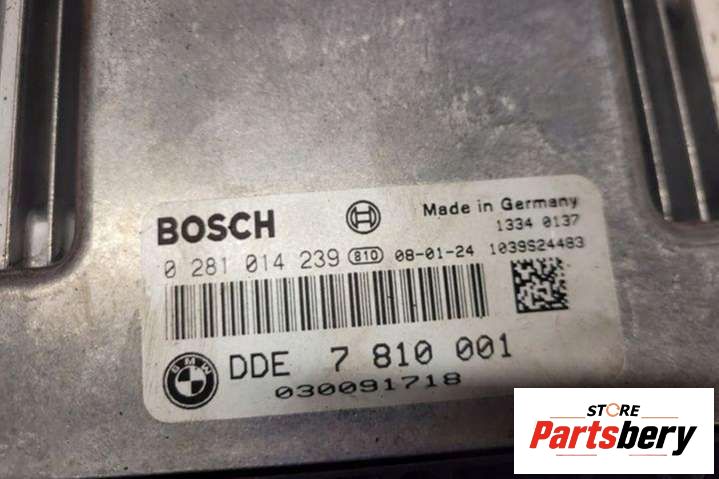 BOSCH
Made in Germany
1334 0137
0 281 014 239 810 08-01-24 1039S24483
BMW
DDE 7 810 001
030091718
STORE
Partsbery